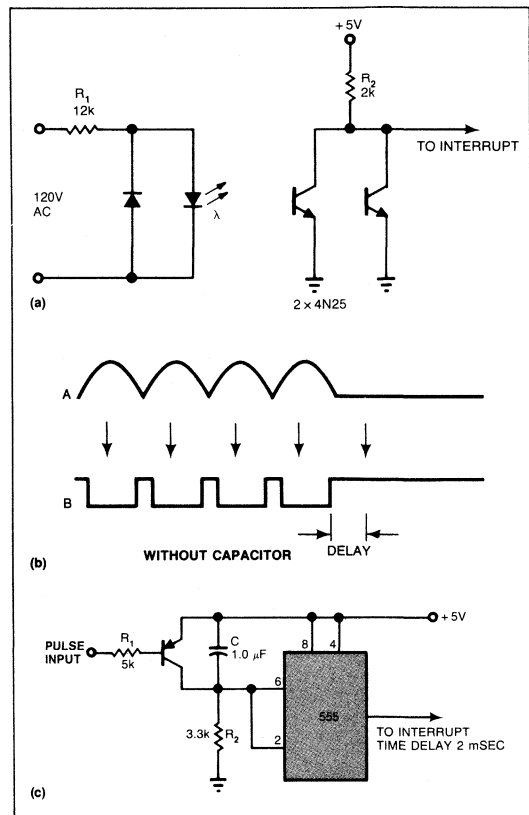 +5V
R1
12k
R2
2k
TO INTERRUPT
120V
AC
λ
(a)
2 x 4N25
A
B
DELAY
WITHOUT CAPACITOR
(b)
+5V
PULSE
INPUT
R1
5k
C
1.0 μF
8
4
6
555
2
3.3k
R2
TO INTERRUPT
TIME DELAY 2 mSEC
(c)